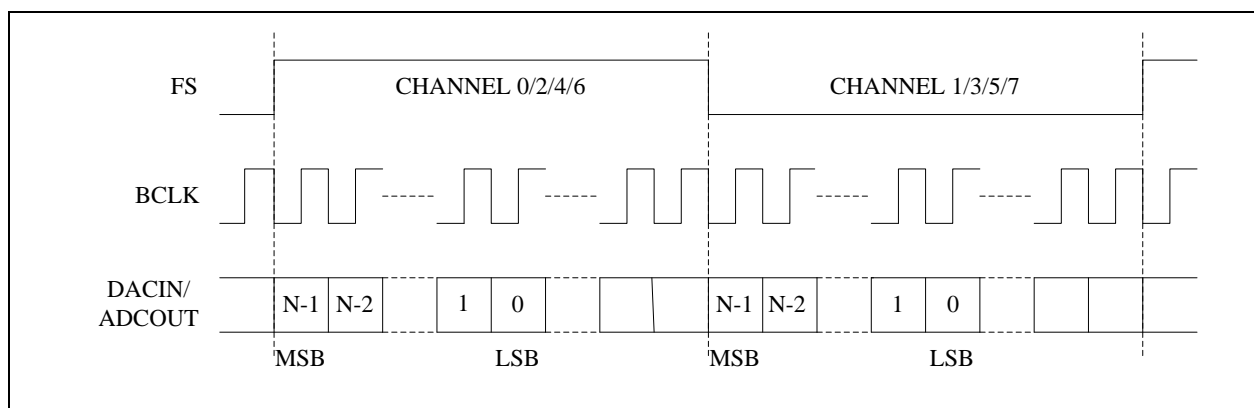 FS
CHANNEL 0/2/4/6
CHANNEL 1/3/5/7
BCLK
DACIN/
ADCOUT
N-1
N-2
1
0
N-1
N-2
1
0
MSB
LSB
MSB
LSB